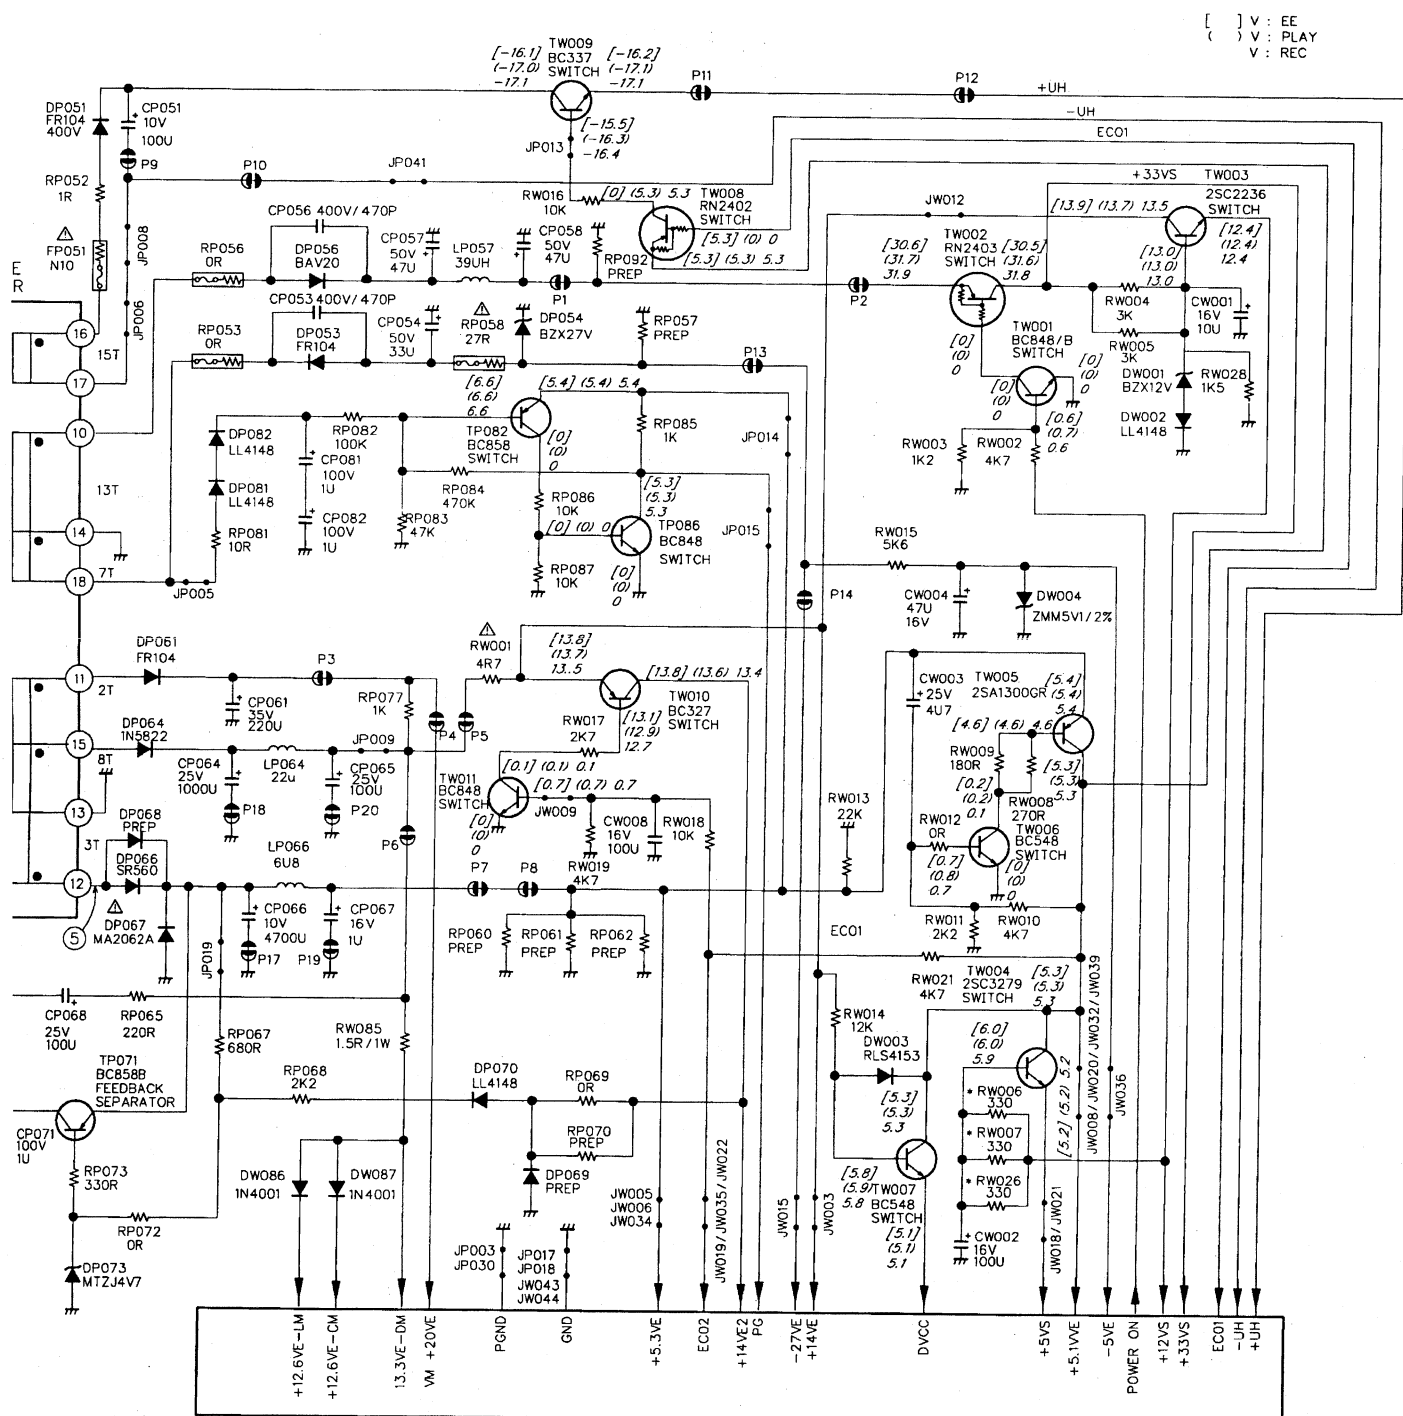 [ ] V : EE
( ) V : PLAY
V : REC
TW009
BC337
SWITCH
[-16.1]
(-17.0)
-17.1
[-16.2]
(-17.1)
-17.1
P11
P12
+UH
-UH
ECO1
DP051
FR104
400V
CP051
10V
100U
P9
P10
JP041
JP013
[-15.5]
(-16.3)
-16.4
RP052
1R
FP051
N10
JP008
JP006
RW016
10K
[0] (5.3) 5.3
TW008
RN2402
SWITCH
[5.3] (0) 0
[5.3] (5.3) 5.3
+33VS
TW003
2SC2236
SWITCH
JW012
[13.9] (13.7) 13.5
[12.4]
(12.4)
12.4
CP056 400V/470P
RP056
0R
DP056
BAV20
CP057
50V
47U
LP057
39UH
CP058
50V
47U
RP092
PREP
P1
P2
[30.6]
(31.7)
31.9
TW002
RN2403
SWITCH
[30.5]
(31.6)
31.8
[13.0]
(13.0)
13.0
RW004
3K
CW001
16V
10U
E
R
CP053 400V/470P
RP053
0R
DP053
FR104
CP054
50V
33U
RP058
27R
DP054
BZX27V
RP057
PREP
P13
[0]
(0)
0
TW001
BC848/B
SWITCH
RW005
3K
DW001
BZX12V
RW028
1K5
DW002
LL4148
16
15T
17
10
13T
14
7T
18
JP005
[6.6]
(6.6)
6.6
[5.4] (5.4) 5.4
TP082
BC858
SWITCH
[0]
(0)
0
RP085
1K
JP014
[0]
(0)
0
[0]
(0)
0
[0.6]
(0.7)
0.6
RW003
1K2
RW002
4K7
DP082
LL4148
RP082
100K
CP081
100V
1U
DP081
LL4148
RP084
470K
RP081
10R
CP082
100V
1U
RP083
47K
RP086
10K
[0] (0) 0
[5.3]
(5.3)
5.3
TP086
BC848
SWITCH
JP015
RP087
10K
[0]
(0)
0
RW015
5K6
P14
CW004
47U
16V
DW004
ZMM5V1/2%
DP061
FR104
11
2T
P3
CP061
35V
220U
RP077
1K
RW001
4R7
[13.8]
(13.7)
13.5
[13.8] (13.6) 13.4
TW010
BC327
SWITCH
CW003
25V
4U7
TW005
2SA1300GR
[5.4]
(5.4)
5.4
[4.6] (4.6) 4.6
DP064
1N5822
15
8T
JP009
P4
P5
RW017
2K7
[13.1]
(12.9)
12.7
RW009
180R
[5.3]
(5.3)
5.3
CP064
25V
1000U
LP064
22u
CP065
25V
100U
TW011
BC848
SWITCH
[0.1] (0.1) 0.1
[0.7] (0.7) 0.7
JW009
[0.2]
(0.2)
0.1
RW008
270R
P18
P20
13
DP068
PREP
3T
DP066
SR560
LP066
6U8
P6
[0]
(0)
0
CW008
16V
100U
RW018
10K
RW019
4K7
RW013
22K
RW012
0R
[0.7]
(0.8)
0.7
TW006
BC548
SWITCH
[0]
(0)
0
12
P7
P8
5
DP067
MA2062A
JP019
CP066
10V
4700U
CP067
16V
1U
P17
P19
RP060
PREP
RP061
PREP
RP062
PREP
ECO1
RW011
2K2
RW010
4K7
RW021
4K7
TW004
2SC3279
SWITCH
[5.3]
(5.3)
5.3
JW008/JW020/JW032/JW039
CP068
25V
100U
RP065
220R
RP067
680R
RW085
1.5R/1W
RW014
12K
DW003
RLS4153
[6.0]
(6.0)
5.9
TP071
BC858B
FEEDBACK
SEPARATOR
RP068
2K2
DP070
LL4148
RP069
0R
[5.3]
(5.3)
5.3
* RW006
330
* RW007
330
* RW026
330
[5.2] (5.2) 5.2
JW036
CP071
100V
1U
RP070
PREP
RP073
330R
DW086
1N4001
DW087
1N4001
DP069
PREP
JW005
JW006
JW034
JW019/JW035/JW022
JW015
JW003
[5.8]
(5.9)
5.8
TW007
BC548
SWITCH
[5.1]
(5.1)
5.1
CW002
16V
100U
JW018/JW021
RP072
0R
DP073
MTZJ4V7
JP003
JP030
JP017
JP018
JW043
JW044
+12.6VE-LM
+12.6VE-CM
13.3VE-DM
VM +20VE
PGND
GND
+5.3VE
ECO2
+14VE2
PG
-27VE
+14VE
DVCC
+5VS
+5.1VVE
-5VE
POWER ON
+12VS
+33VS
ECO1
-UH
+UH